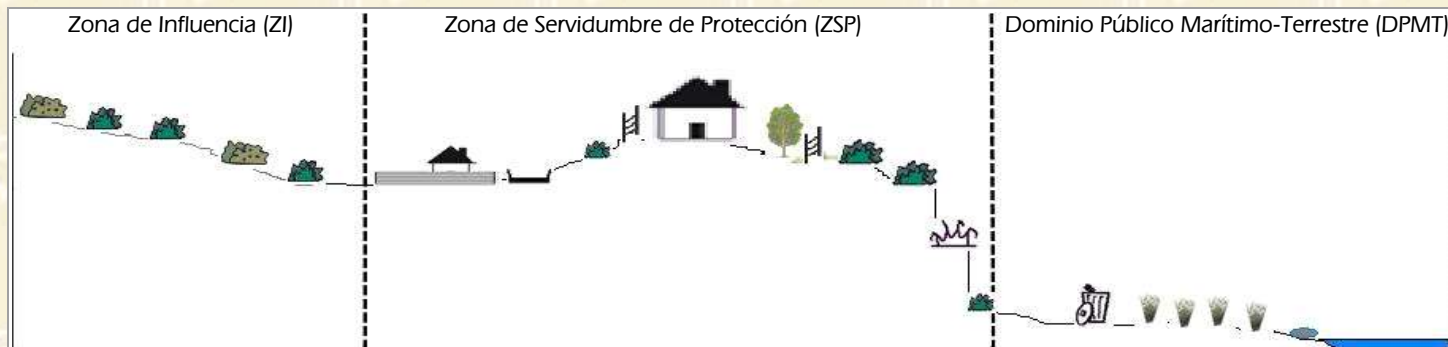 Zona de Influencia (ZI)
Zona de Servidumbre de Protección (ZSP)
Dominio Público Marítimo-Terrestre (DPMT)